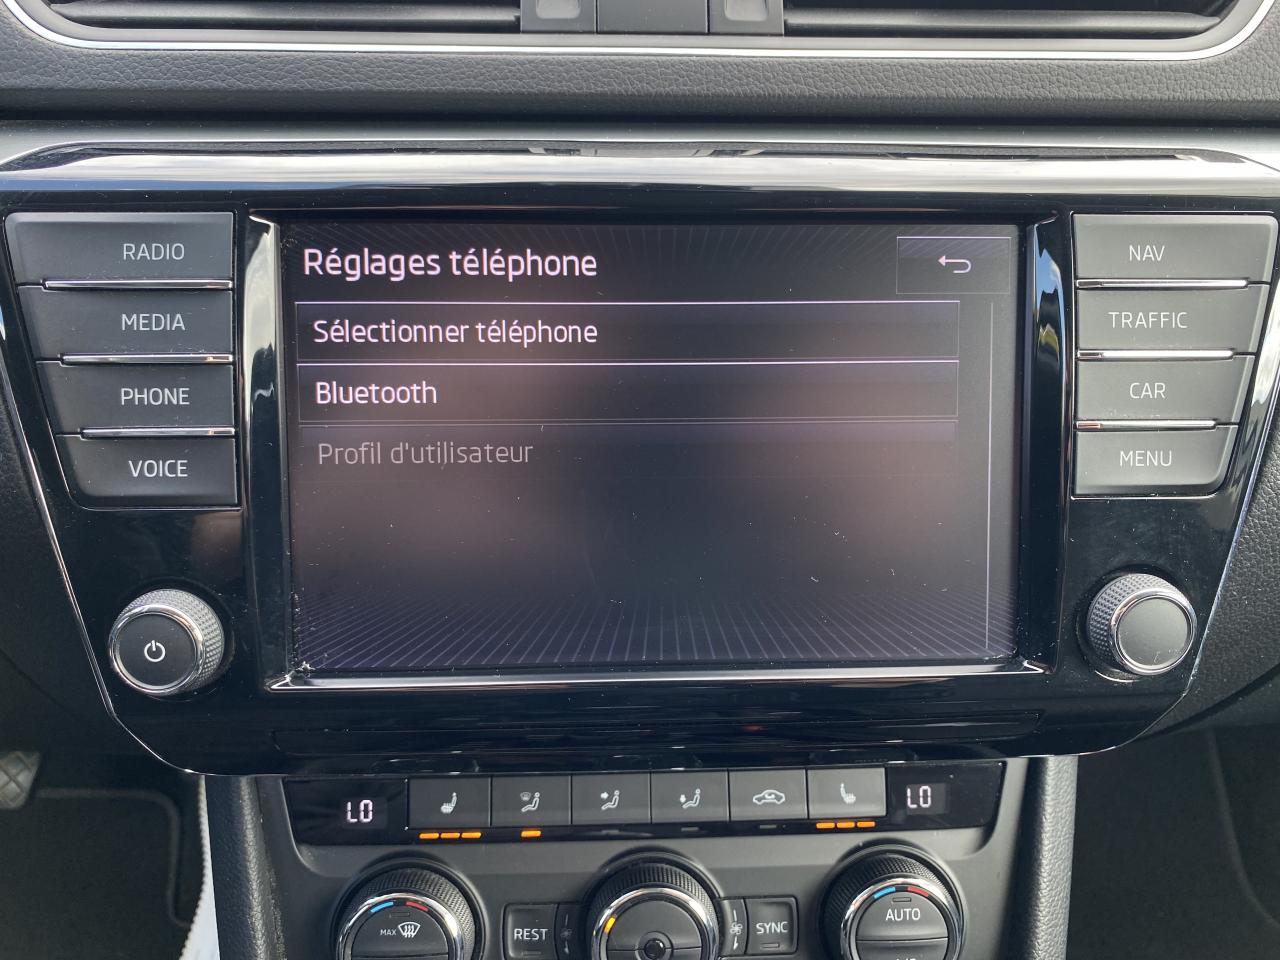 RADIO
MEDIA
PHONE
VOICE
Réglages téléphone
Sélectionner téléphone
Bluetooth
Profil d'utilisateur
NAV
TRAFFIC
CAR
MENU
LO
LO
MAX
REST
SYNC
AUTO